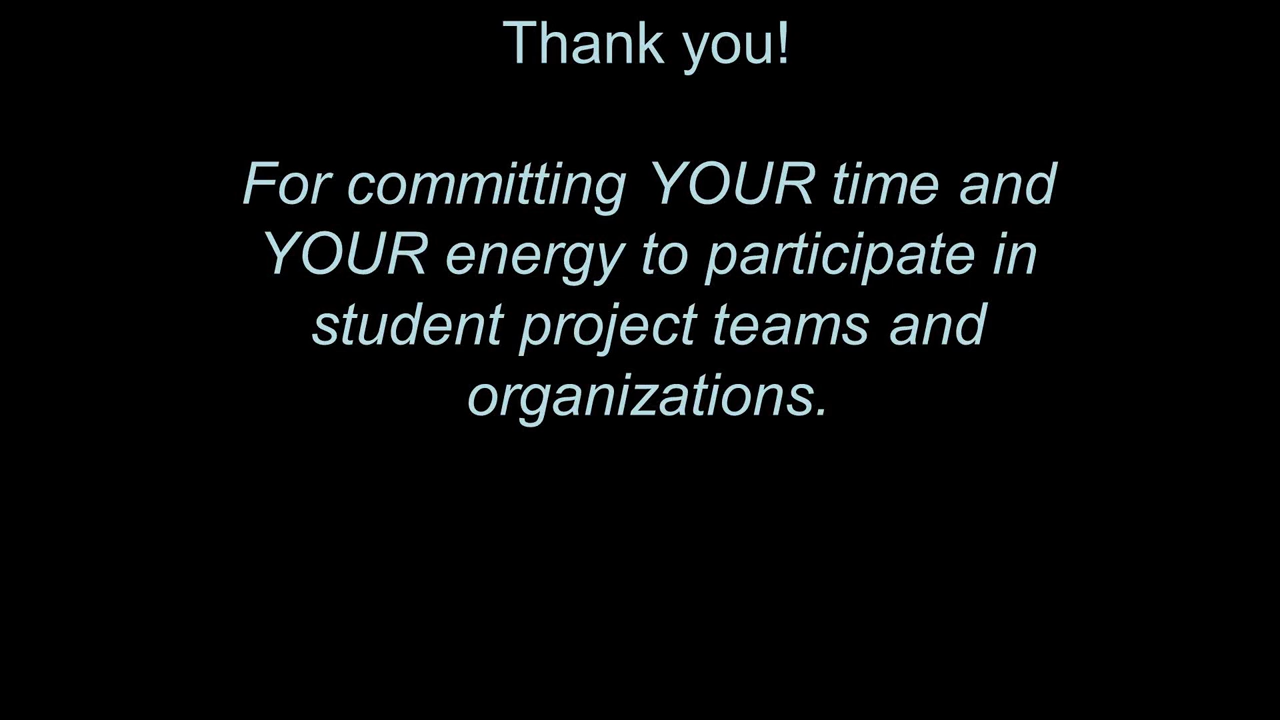 Thank you!
For committing YOUR time and
YOUR energy to participate in
student project teams and
organizations.